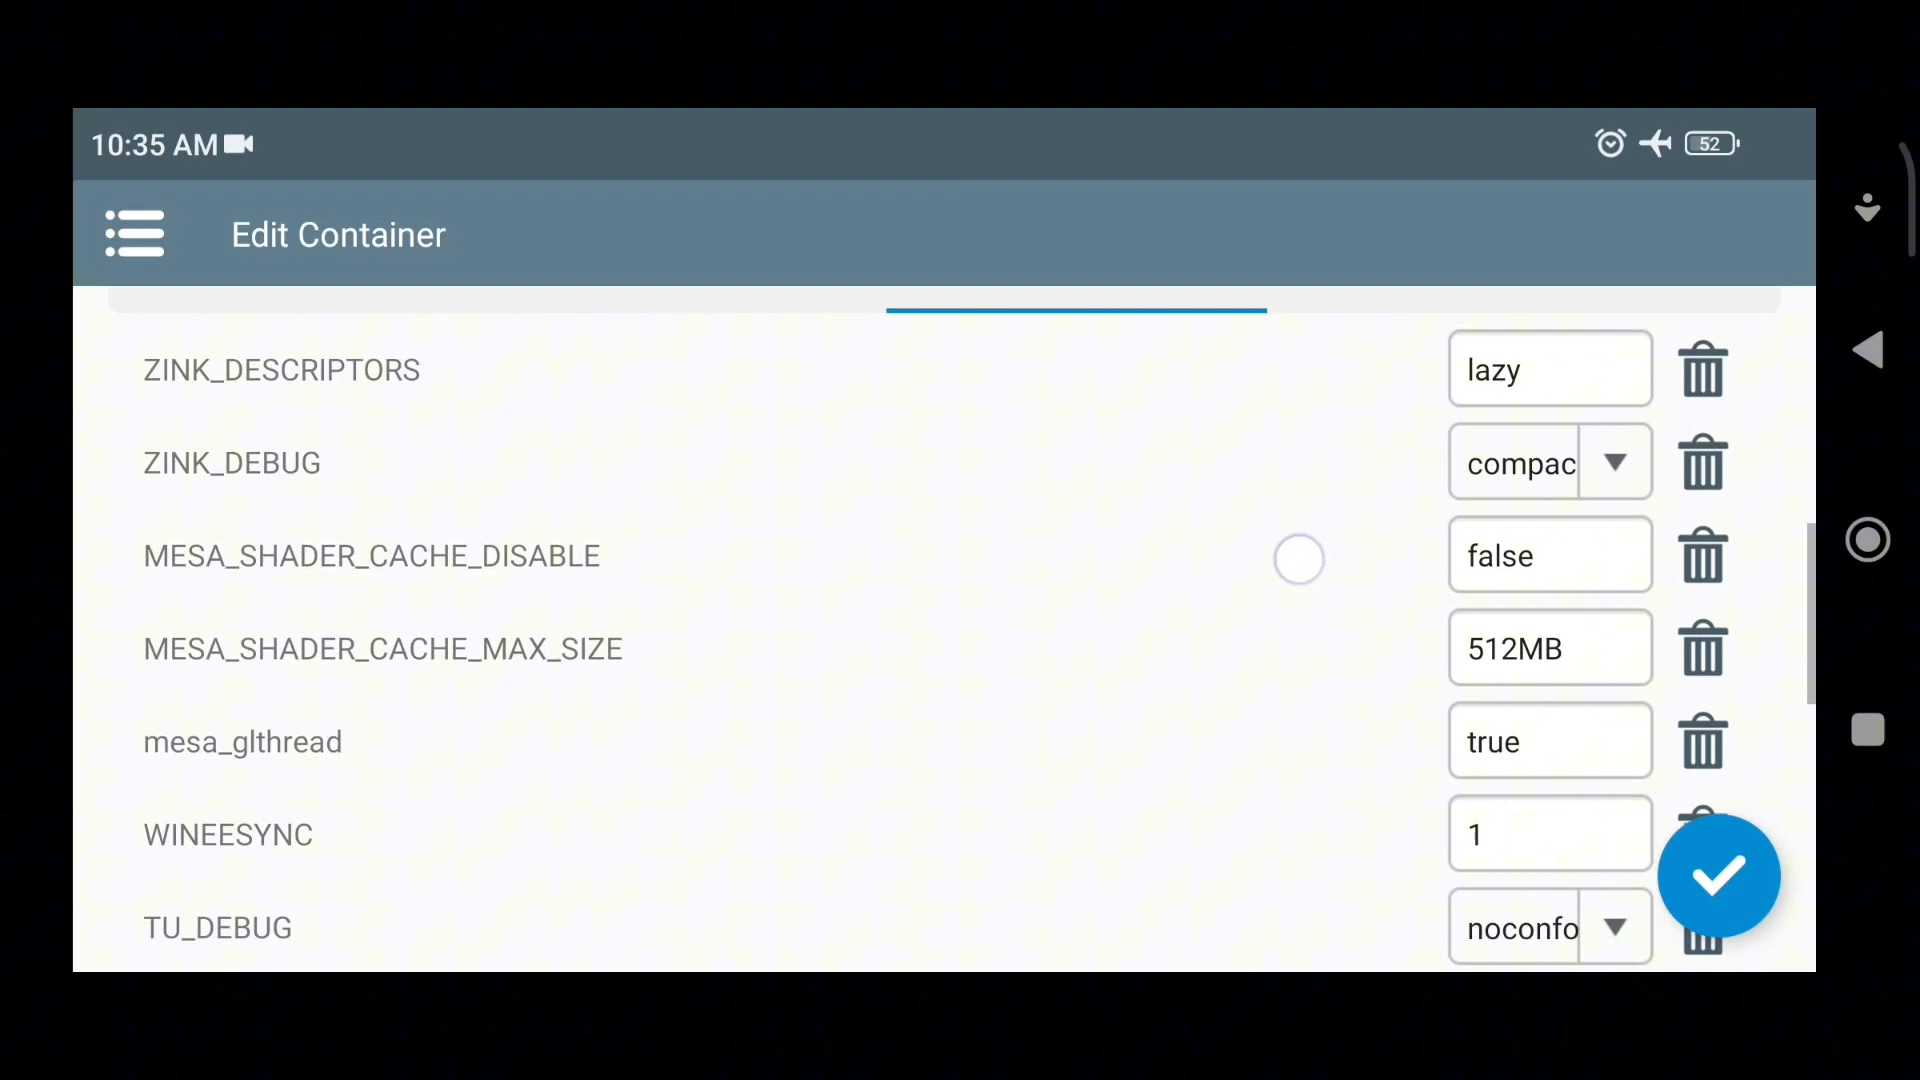 10:35 AM
52
Edit Container
ZINK_DESCRIPTORS
lazy
ZINK_DEBUG
compac
MESA_SHADER_CACHE_DISABLE
false
MESA_SHADER_CACHE_MAX_SIZE
512MB
mesa_glthread
true
WINEESYNC
1
TU_DEBUG
noconfo